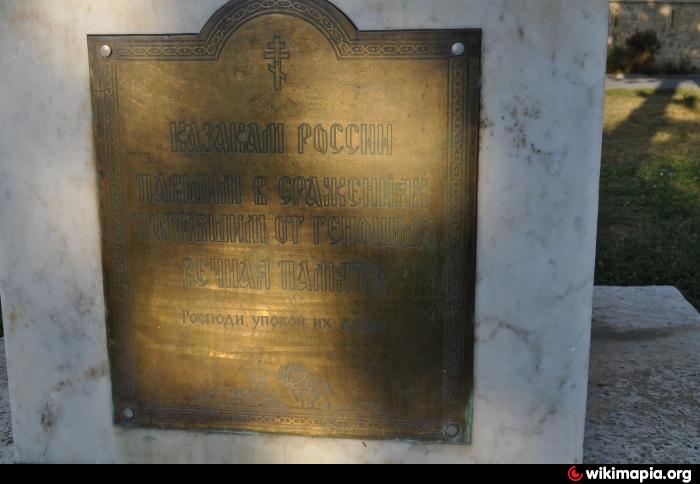 КАЗАКАМ РОССИИ
ПАВШИМ В СРАЖЕНИЯХ
ПОГИБШИМ ОТ ГЕНОЦИДА
ВЕЧНАЯ ПАМЯТЬ
Господи упокой их души
wikimapia.org